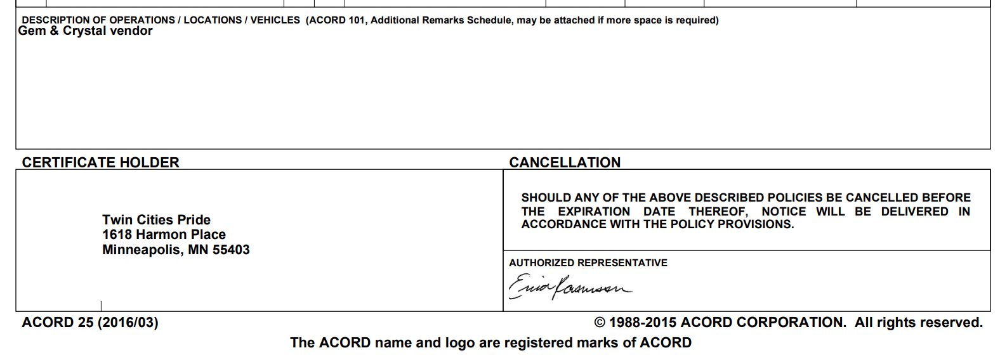 DESCRIPTION OF OPERATIONS / LOCATIONS / VEHICLES (ACORD 101, Additional Remarks Schedule, may be attached if more space is required)
Gem & Crystal vendor
CERTIFICATE HOLDER
Twin Cities Pride
1618 Harmon Place
Minneapolis, MN 55403
CANCELLATION
SHOULD ANY OF THE ABOVE DESCRIBED POLICIES BE CANCELLED BEFORE
THE EXPIRATION DATE THEREOF, NOTICE WILL BE DELIVERED IN
ACCORDANCE WITH THE POLICY PROVISIONS.
AUTHORIZED REPRESENTATIVE
Rasmussen
ACORD 25 (2016/03)
© 1988-2015 ACORD CORPORATION. All rights reserved.
The ACORD name and logo are registered marks of ACORD